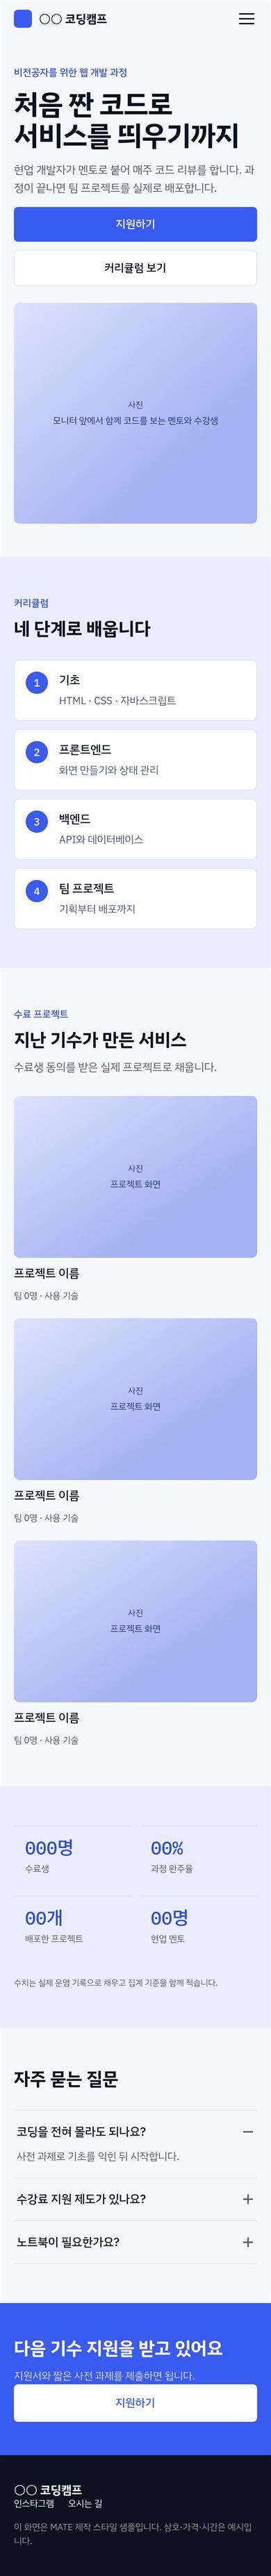 ○○ 코딩캠프
비전공자를 위한 웹 개발 과정
처음 짠 코드로
서비스를 띄우기까지
현업 개발자가 멘토로 붙어 매주 코드 리뷰를 합니다. 과
정이 끝나면 팀 프로젝트를 실제로 배포합니다.
지원하기
커리큘럼 보기
사진
모니터 앞에서 함께 코드를 보는 멘토와 수강생
커리큘럼
네 단계로 배웁니다
1 기초
HTML · CSS · 자바스크립트
2 프론트엔드
화면 만들기와 상태 관리
3 백엔드
API와 데이터베이스
4 팀 프로젝트
기획부터 배포까지
수료 프로젝트
지난 기수가 만든 서비스
수료생 동의를 받은 실제 프로젝트로 채웁니다.
사진
프로젝트 화면
프로젝트 이름
팀 0명 · 사용 기술
사진
프로젝트 화면
프로젝트 이름
팀 0명 · 사용 기술
사진
프로젝트 화면
프로젝트 이름
팀 0명 · 사용 기술
000명 00%
수료생 과정 완주율
00개 00명
배포한 프로젝트 현업 멘토
수치는 실제 운영 기록으로 채우고 집계 기준을 함께 적습니다.
자주 묻는 질문
코딩을 전혀 몰라도 되나요?
사전 과제로 기초를 익힌 뒤 시작합니다.
수강료 지원 제도가 있나요?
노트북이 필요한가요?
다음 기수 지원을 받고 있어요
지원서와 짧은 사전 과제를 제출하면 됩니다.
지원하기
○○ 코딩캠프
인스타그램 오시는 길
이 화면은 MATE 제작 스타일 샘플입니다. 상호·가격·시간은 예시입
니다.